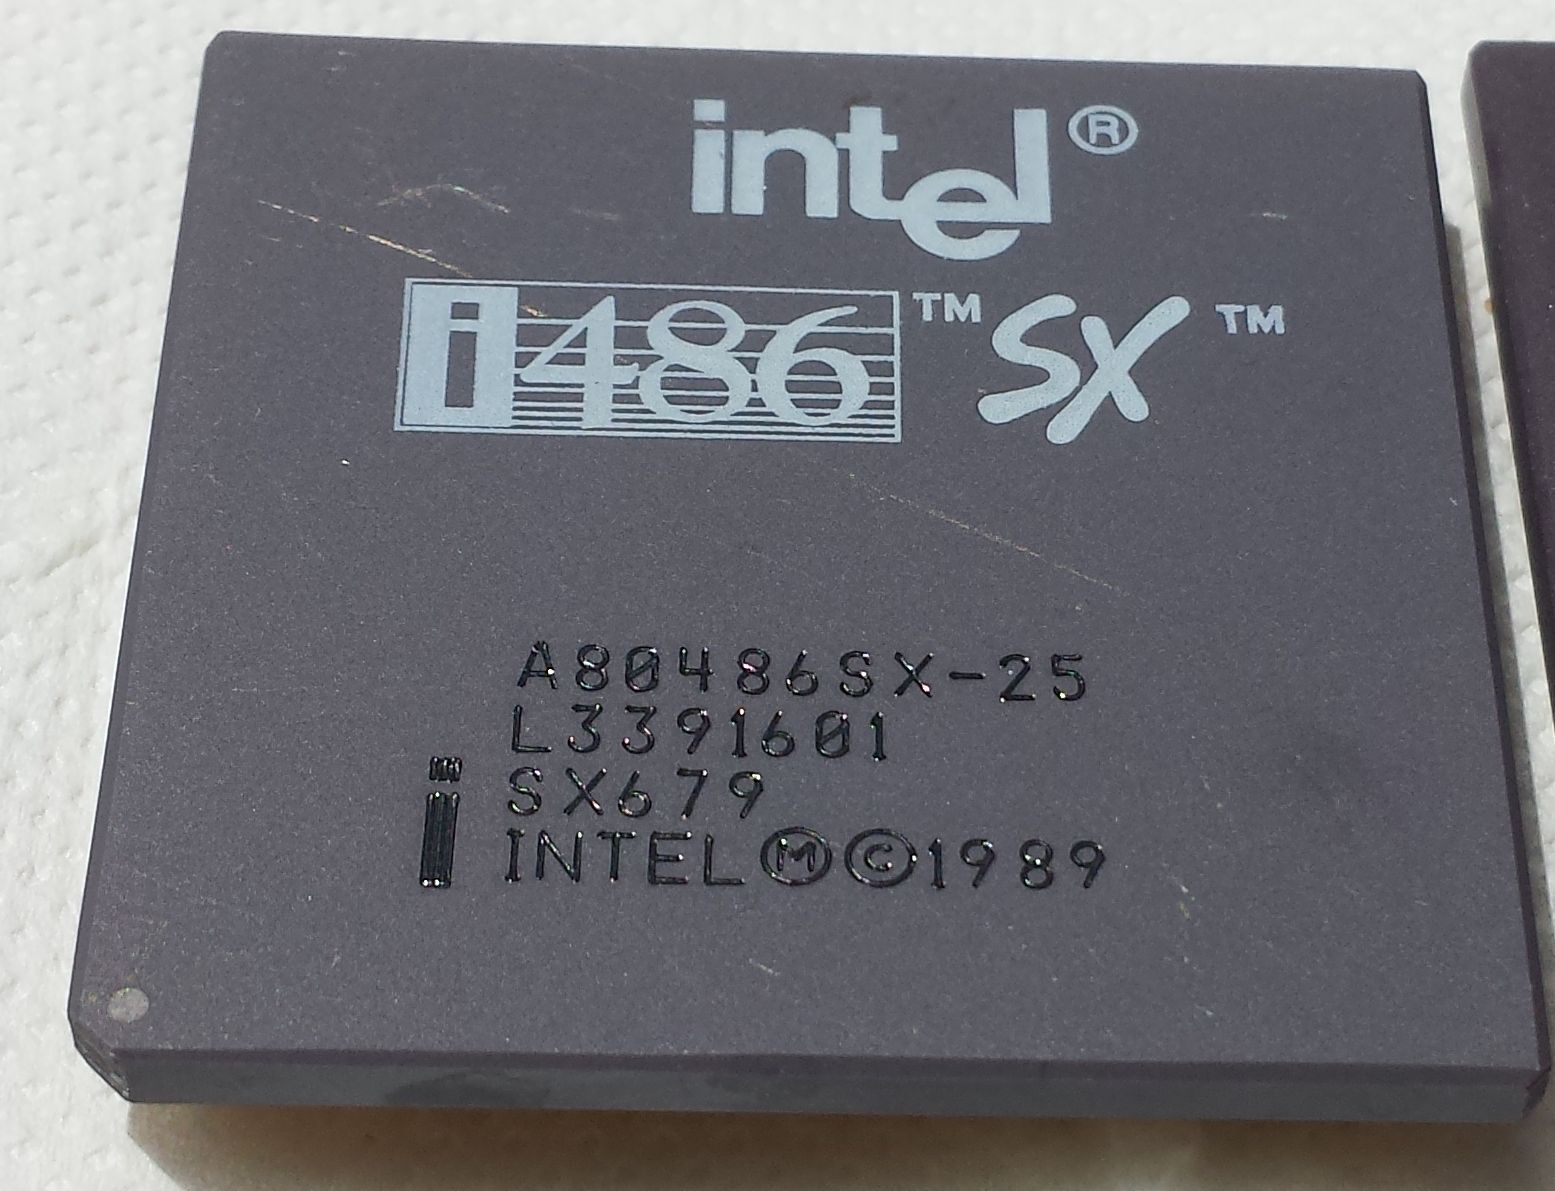 intel®
i486™ SX™
A80486SX-25
L3391601
SX679
i
INTEL Ⓜ©1989